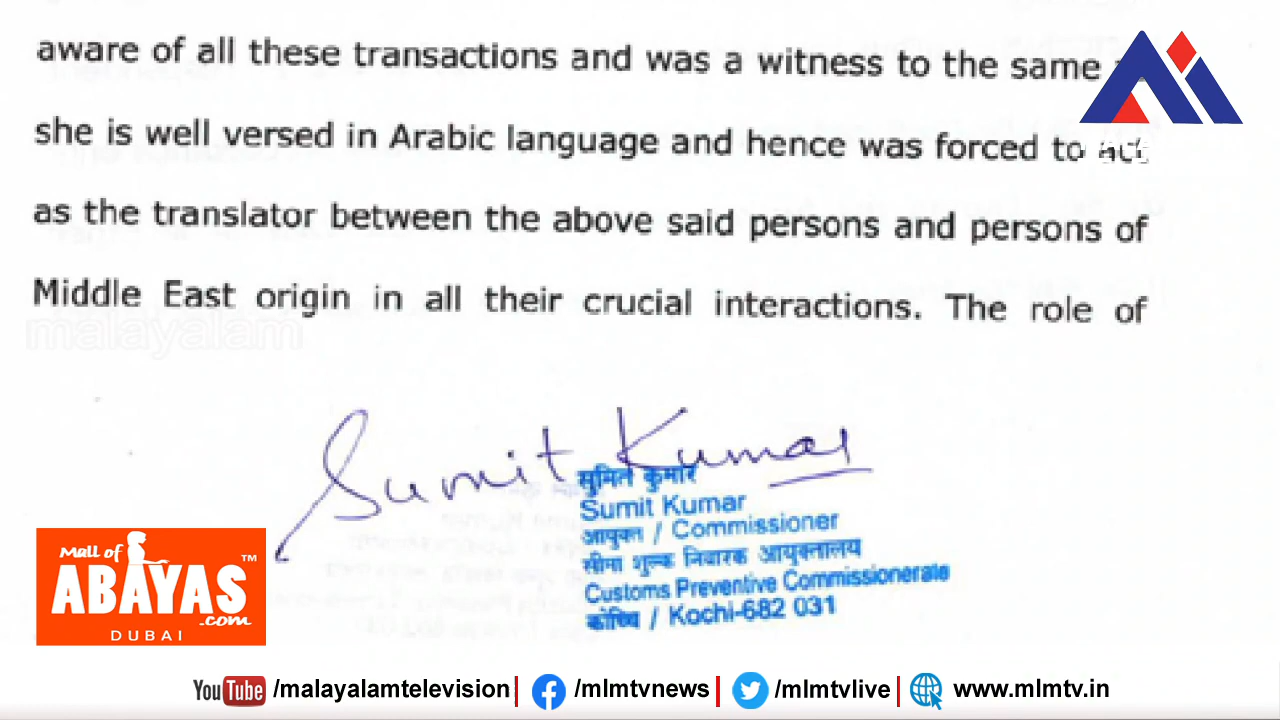 aware of all these transactions and was a witness to the same
she is well versed in Arabic language and hence was forced to
as the translator between the above said persons and persons of
Middle East origin in all their crucial interactions. The role of
malayalam
Sumit Kumar
सुमित कुमार
Sumit Kumar
आयुक्त / Commissioner
सीमा शुल्क निवारक आयुक्तालय
Customs Preventive Commissionerate
कोच्चि / Kochi-682 031
Mall of
ABAYAS™
.com
DUBAI
YouTube /malayalamtelevision | /mlmtvnews | /mlmtvlive | www.mlmtv.in